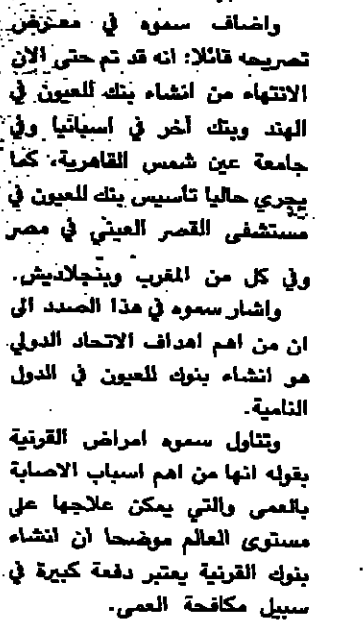 واضاف سموه في معرض
تصريحه قائلا: انه قد تم حتى الآن
الانتهاء من انشاء بنك للعيون في
الهند وبنك آخر في اسبانيا وفي
جامعة عين شمس القاهرية، كما
يجري حاليا تأسيس بنك للعيون في
مستشفى القصر العيني في مصر
وفي كل من المغرب وبنجلاديش.
واشار سموه في هذا الصدد الى
ان من اهم اهداف الاتحاد الدولي
هو انشاء بنوك للعيون في الدول
النامية.
وتناول سموه امراض القرنية
بقوله انها من اهم اسباب الاصابة
بالعمى والتي يمكن علاجها على
مستوى العالم موضحا أن انشاء
بنوك القرنية يعتبر دفعة كبيرة في
سبيل مكافحة العمى.